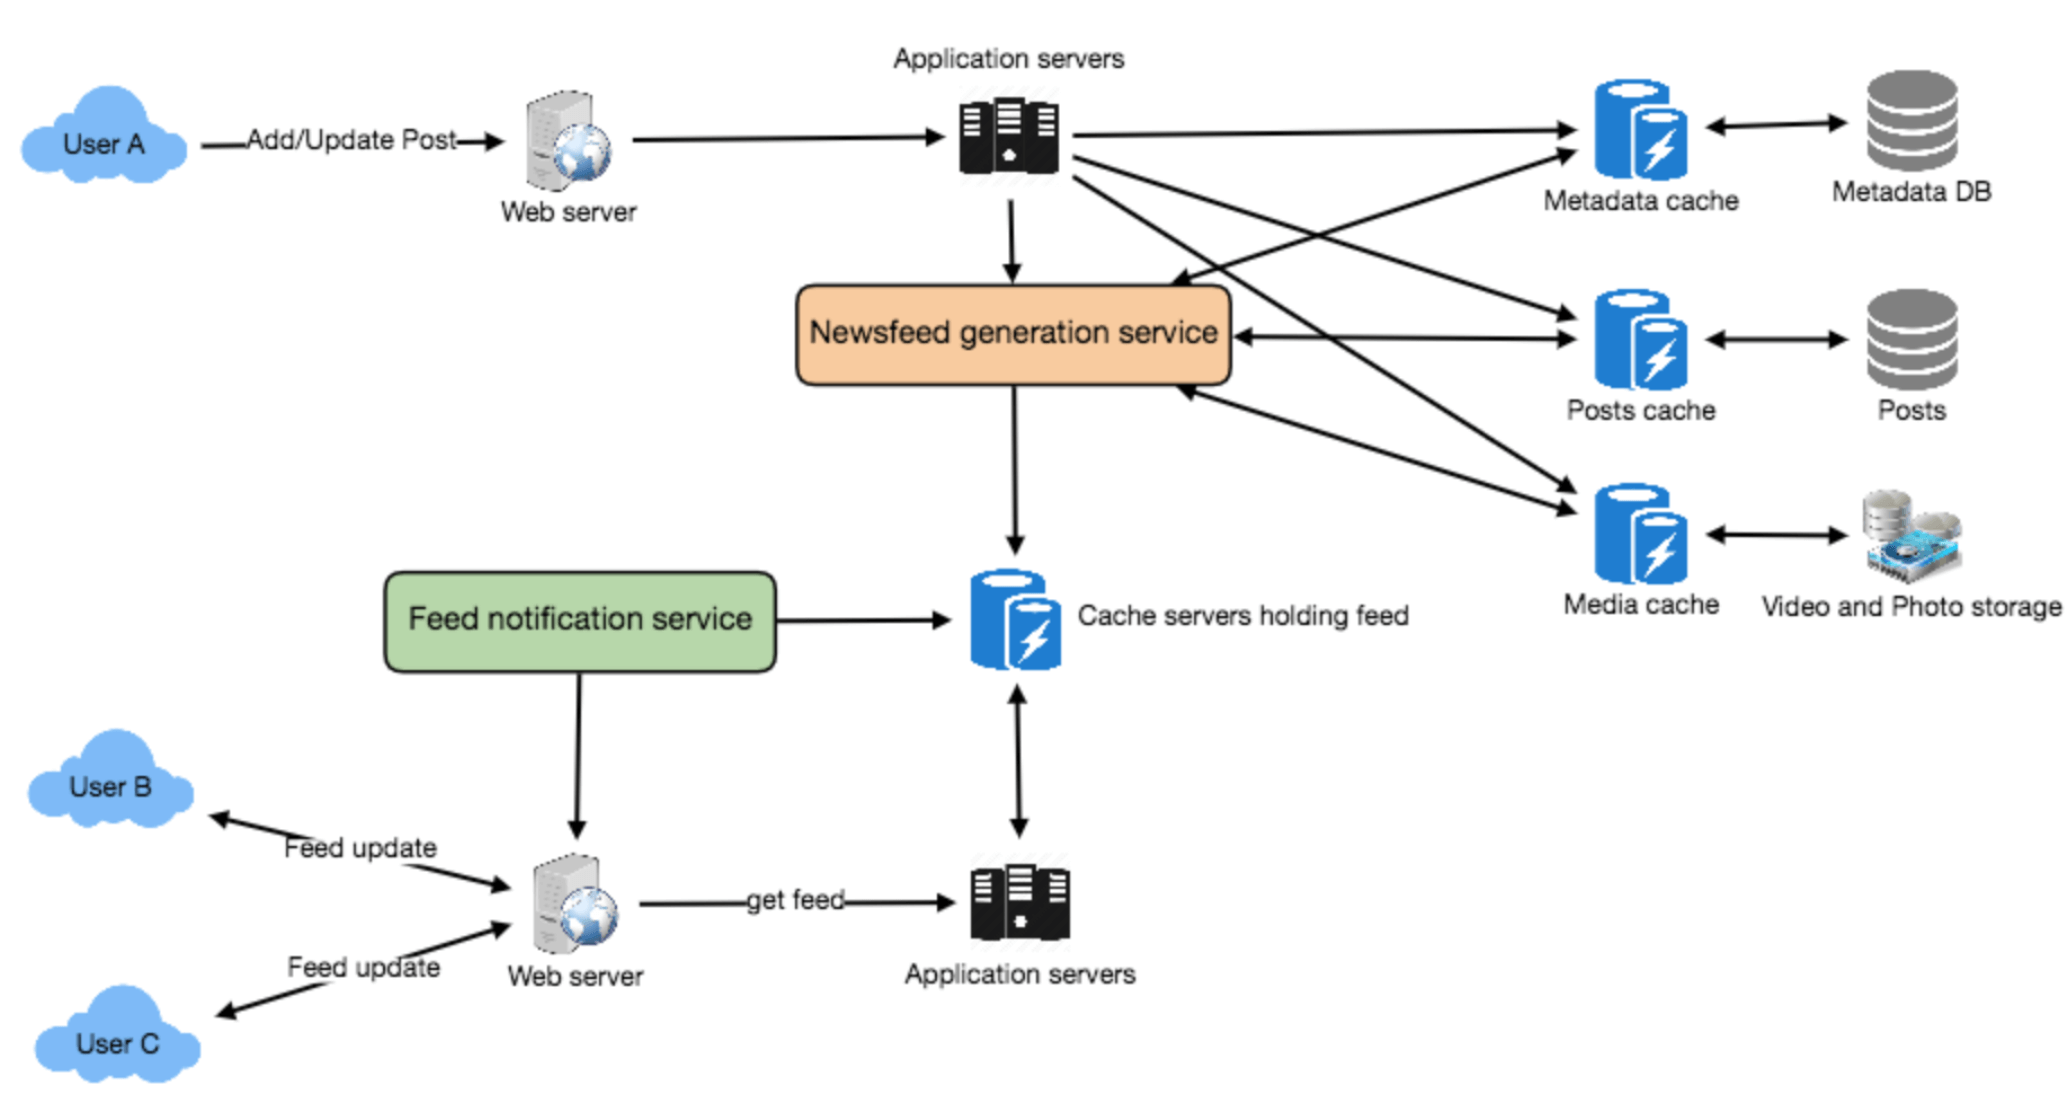 Application servers
User A
Add/Update Post
Web server
Metadata cache
Metadata DB
Newsfeed generation service
Posts cache
Posts
Media cache
Video and Photo storage
Feed notification service
Cache servers holding feed
User B
Feed update
get feed
Feed update
Web server
Application servers
User C